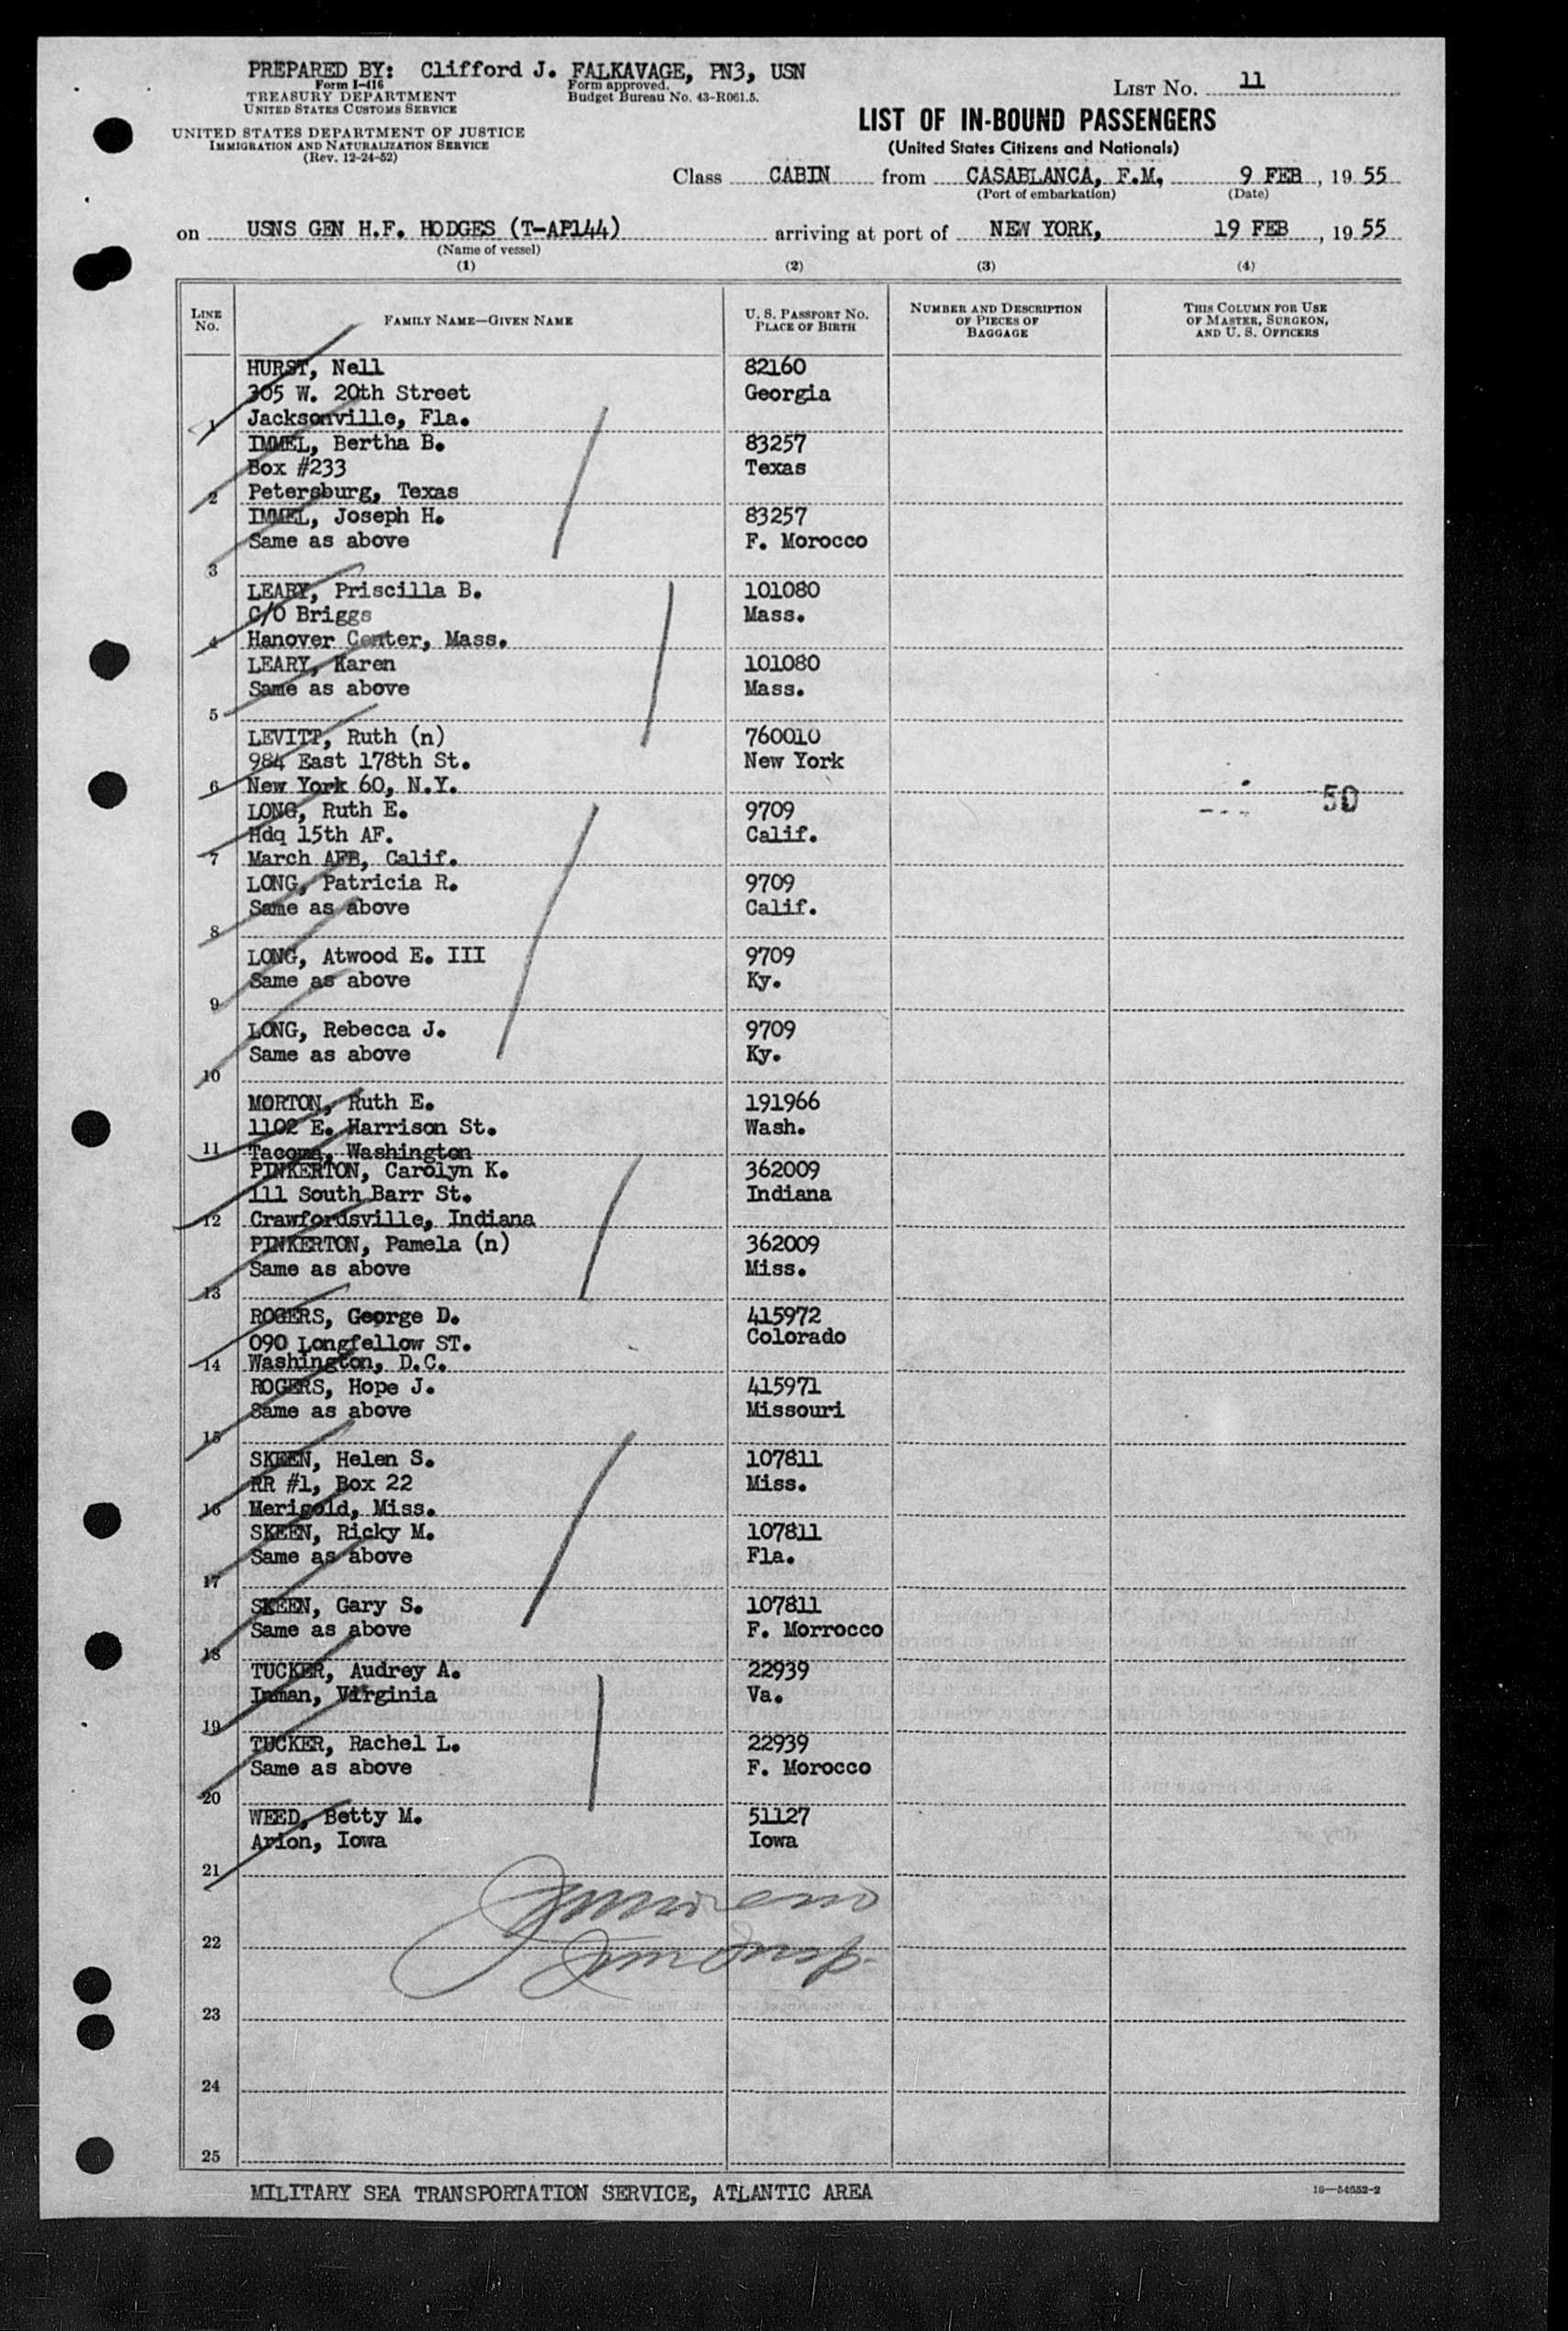 PREPARED BY: Clifford J. FALKAVAGE, PN3, USN
Form I-416
TREASURY DEPARTMENT
UNITED STATES CUSTOMS SERVICE
Form approved.
Budget Bureau No. 43-R061.5.
UNITED STATES DEPARTMENT OF JUSTICE
IMMIGRATION AND NATURALIZATION SERVICE
(Rev. 12-24-52)
LIST NO. 11
LIST OF IN-BOUND PASSENGERS
(United States Citizens and Nationals)
Class CABIN from CASABLANCA, F.M, 9 FEB, 19 55
(Port of embarkation) (Date)
on USNS GEN H.F. HODGES (T-AP144) arriving at port of NEW YORK, 19 FEB, 19 55
(Name of vessel)
(1) (2) (3) (4)
LINE NO. FAMILY NAME—GIVEN NAME U. S. PASSPORT NO. PLACE OF BIRTH NUMBER AND DESCRIPTION OF PIECES OF BAGGAGE THIS COLUMN FOR USE OF MASTER, SURGEON, AND U. S. OFFICERS
HURST, Nell 82160
305 W. 20th Street Georgia
1 Jacksonville, Fla.
IMMEL, Bertha B. 83257
Box #233 Texas
2 Petersburg, Texas
IMMEL, Joseph H. 83257
Same as above F. Morocco
3
LEARY, Priscilla B. 101080
C/O Briggs Mass.
4 Hanover Center, Mass.
LEARY, Karen 101080
Same as above Mass.
5
LEVITT, Ruth (n) 760010
984 East 178th St. New York
6 New York 60, N.Y. 50
LONG, Ruth E. 9709
Hdq 15th AF. Calif.
7 March AFB, Calif.
LONG, Patricia R. 9709
Same as above Calif.
8
LONG, Atwood E. III 9709
Same as above Ky.
9
LONG, Rebecca J. 9709
Same as above Ky.
10
MORTON, Ruth E. 191966
1102 E. Harrison St. Wash.
11 Tacoma, Washington
PINKERTON, Carolyn K. 362009
111 South Barr St. Indiana
12 Crawfordsville, Indiana
PINKERTON, Pamela (n) 362009
Same as above Miss.
13
ROGERS, George D. 415972
090 Longfellow ST. Colorado
14 Washington, D.C.
ROGERS, Hope J. 415971
Same as above Missouri
15
SKEEN, Helen S. 107811
RR #1, Box 22 Miss.
16 Merigold, Miss.
SKEEN, Ricky M. 107811
Same as above Fla.
17
SKEEN, Gary S. 107811
Same as above F. Morrocco
18
TUCKER, Audrey A. 22939
Inman, Virginia Va.
19
TUCKER, Rachel L. 22939
Same as above F. Morocco
20
WEED, Betty M. 51127
Arion, Iowa Iowa
21
22
23
24
25
MILITARY SEA TRANSPORTATION SERVICE, ATLANTIC AREA
16—54652-2